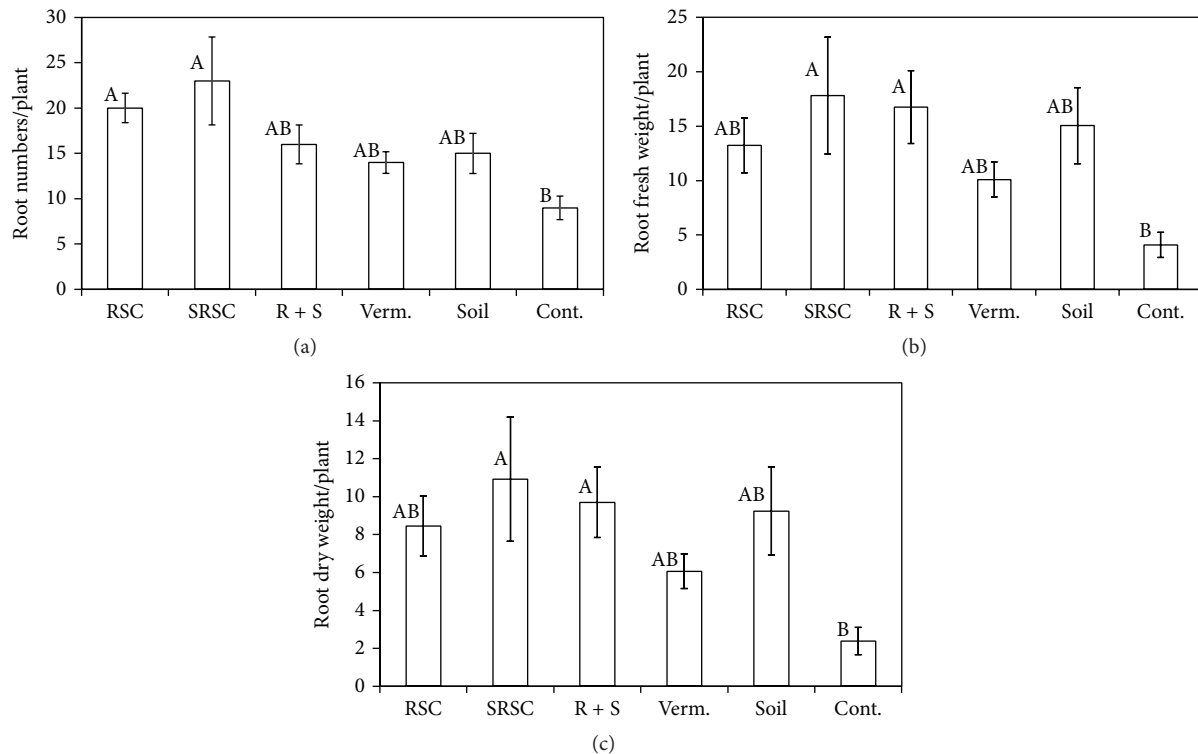 30
25
20
15
10
5
0
Root numbers/plant
A
A
AB
AB
AB
B
RSC SRSC R + S Verm. Soil Cont.
(a)
25
20
15
10
5
0
Root fresh weight/plant
AB
A
A
AB
AB
B
RSC SRSC R + S Verm. Soil Cont.
(b)
16
14
12
10
8
6
4
2
0
Root dry weight/plant
AB
A
A
AB
AB
B
RSC SRSC R + S Verm. Soil Cont.
(c)